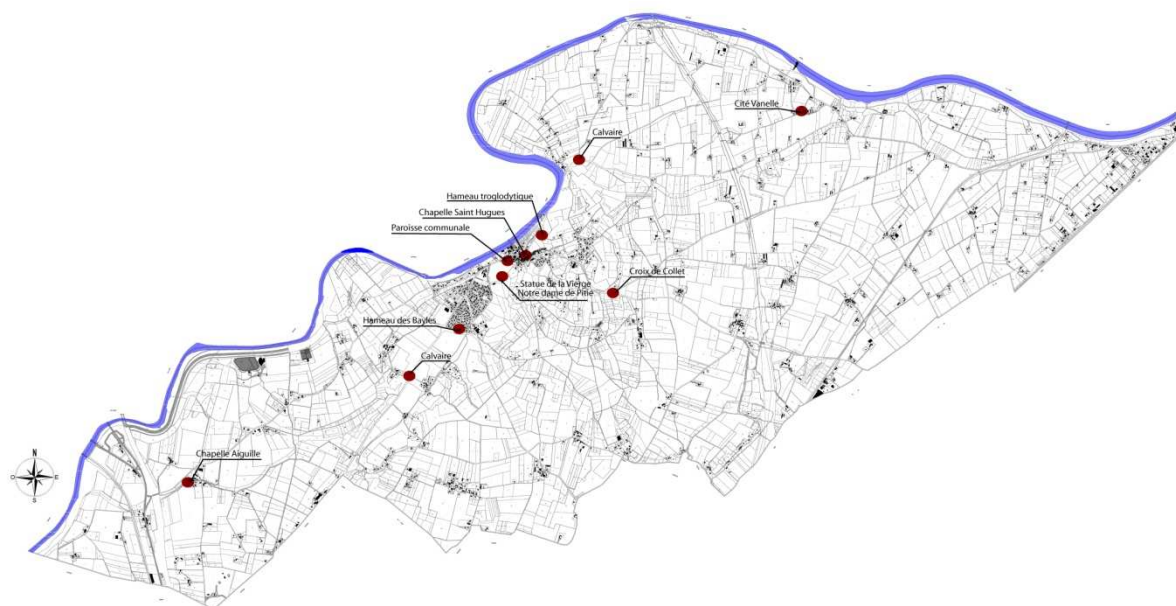 Cité Vanelle
Calvaire
Hameau troglodytique
Chapelle Saint Hugues
Paroisse communale
Statue de la Vierge
Notre dame de Pitié
Croix de Collet
Hameau des Bayles
Calvaire
Chapelle Aiguille
N
O
E
S